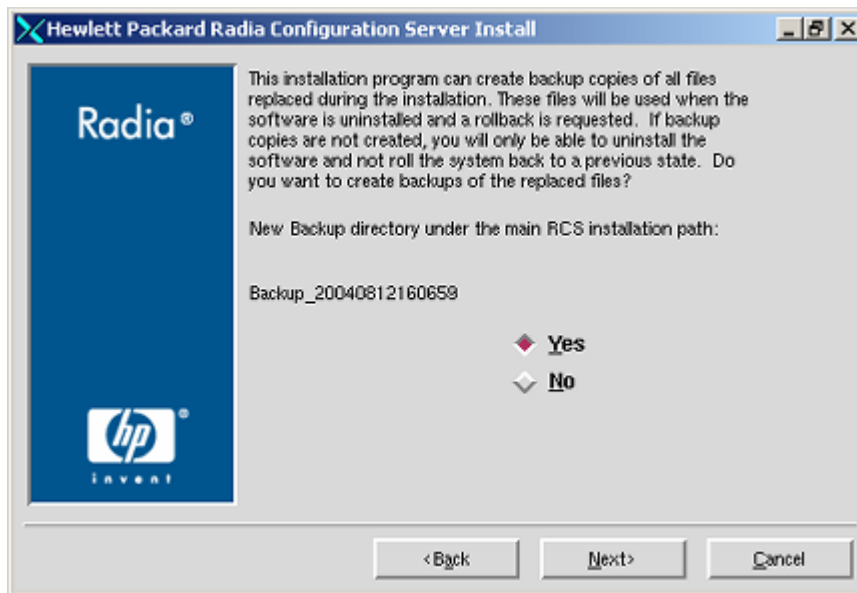 Hewlett Packard Radia Configuration Server Install
Radia®
This installation program can create backup copies of all files
replaced during the installation. These files will be used when the
software is uninstalled and a rollback is requested. If backup
copies are not created, you will only be able to uninstall the
software and not roll the system back to a previous state. Do
you want to create backups of the replaced files?
New Backup directory under the main RCS installation path:
Backup_20040812160659
Yes
No
hp®
invent
<Back
Next>
Cancel